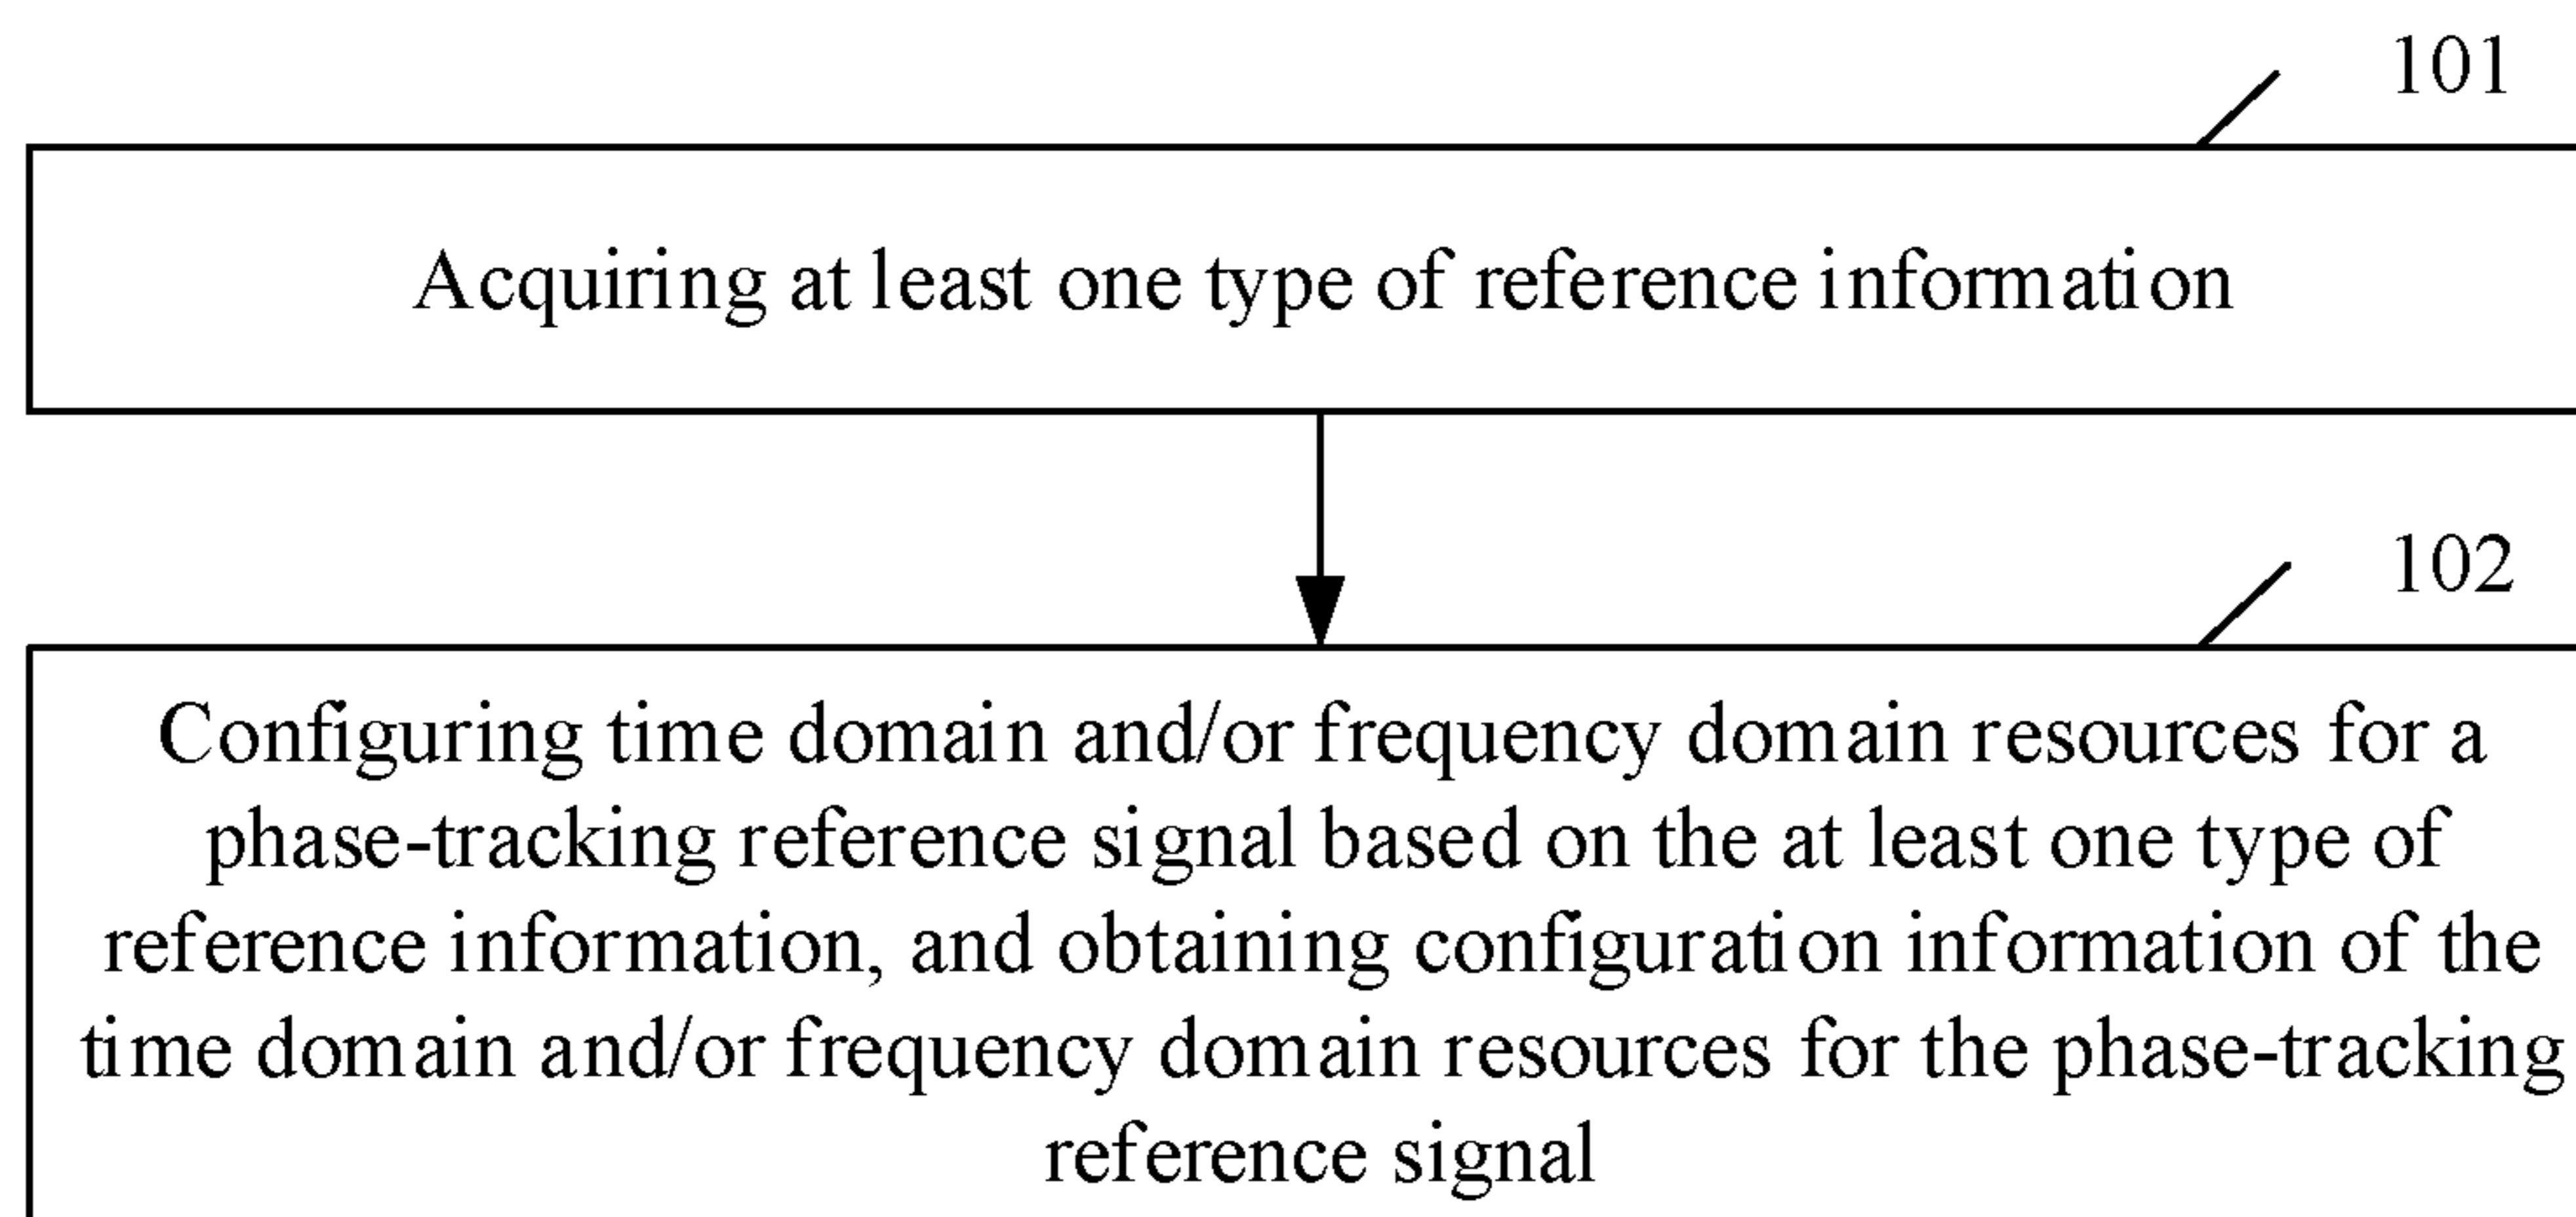 101
Acquiring at least one type of reference information
102
Configuring time domain and/or frequency domain resources for a
phase-tracking reference signal based on the at least one type of
reference information, and obtaining configuration information of the
time domain and/or frequency domain resources for the phase-tracking
reference signal